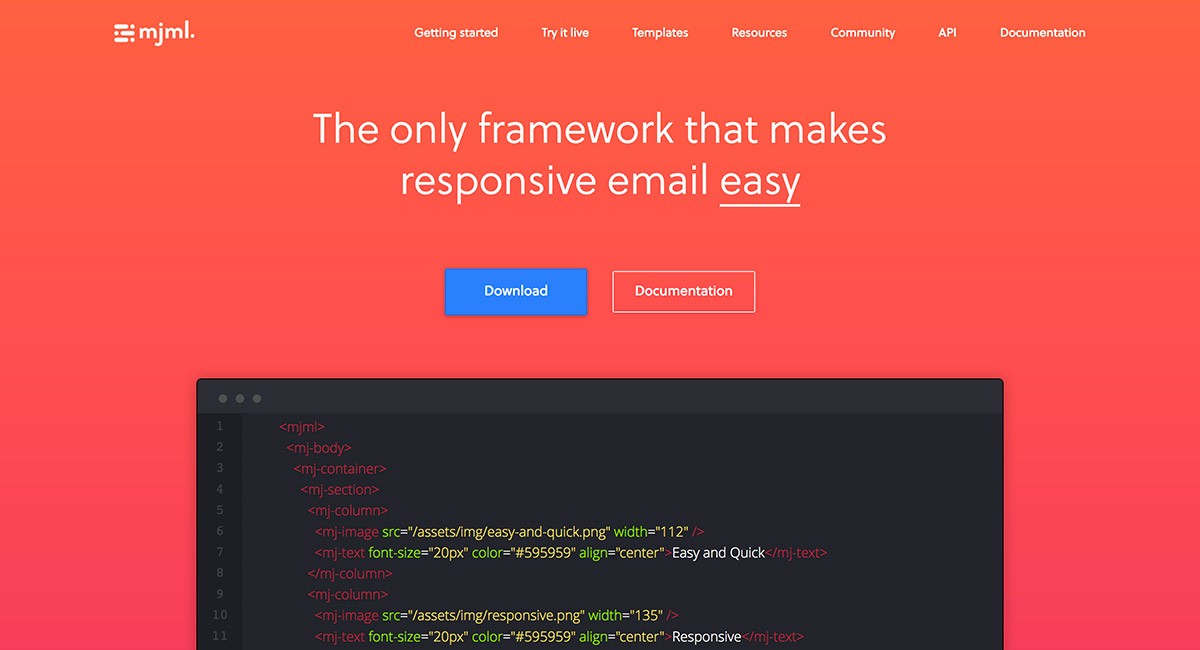 mjml.
Getting started Try it live Templates Resources Community API Documentation
The only framework that makes
responsive email easy
Download Documentation
1 <mjml>
2 <mj-body>
3 <mj-container>
4 <mj-section>
5 <mj-column>
6 <mj-image src="/assets/img/easy-and-quick.png" width="112" />
7 <mj-text font-size="20px" color="#595959" align="center">Easy and Quick</mj-text>
8 </mj-column>
9 <mj-column>
10 <mj-image src="/assets/img/responsive.png" width="135" />
11 <mj-text font-size="20px" color="#595959" align="center">Responsive</mj-text>